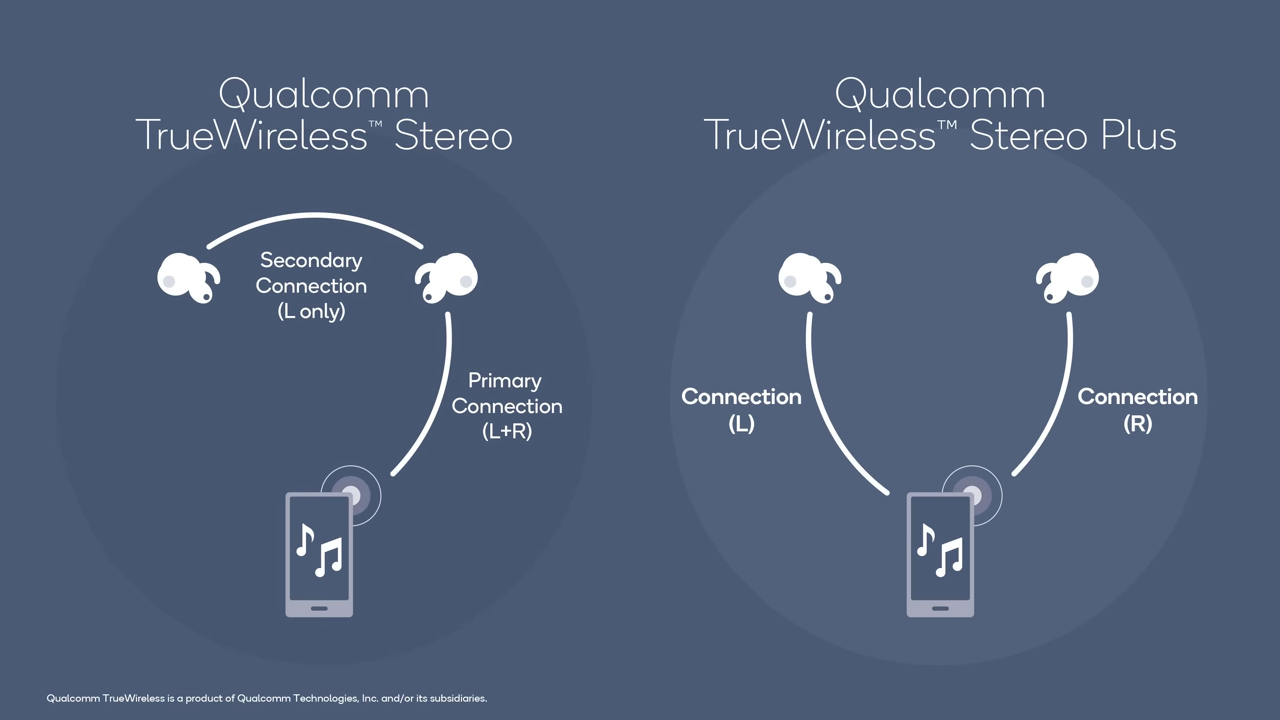 Qualcomm
TrueWireless™ Stereo
Secondary
Connection
(L only)
Primary
Connection
(L+R)
Qualcomm
TrueWireless™ Stereo Plus
Connection
(L)
Connection
(R)
Qualcomm TrueWireless is a product of Qualcomm Technologies, Inc. and/or its subsidiaries.